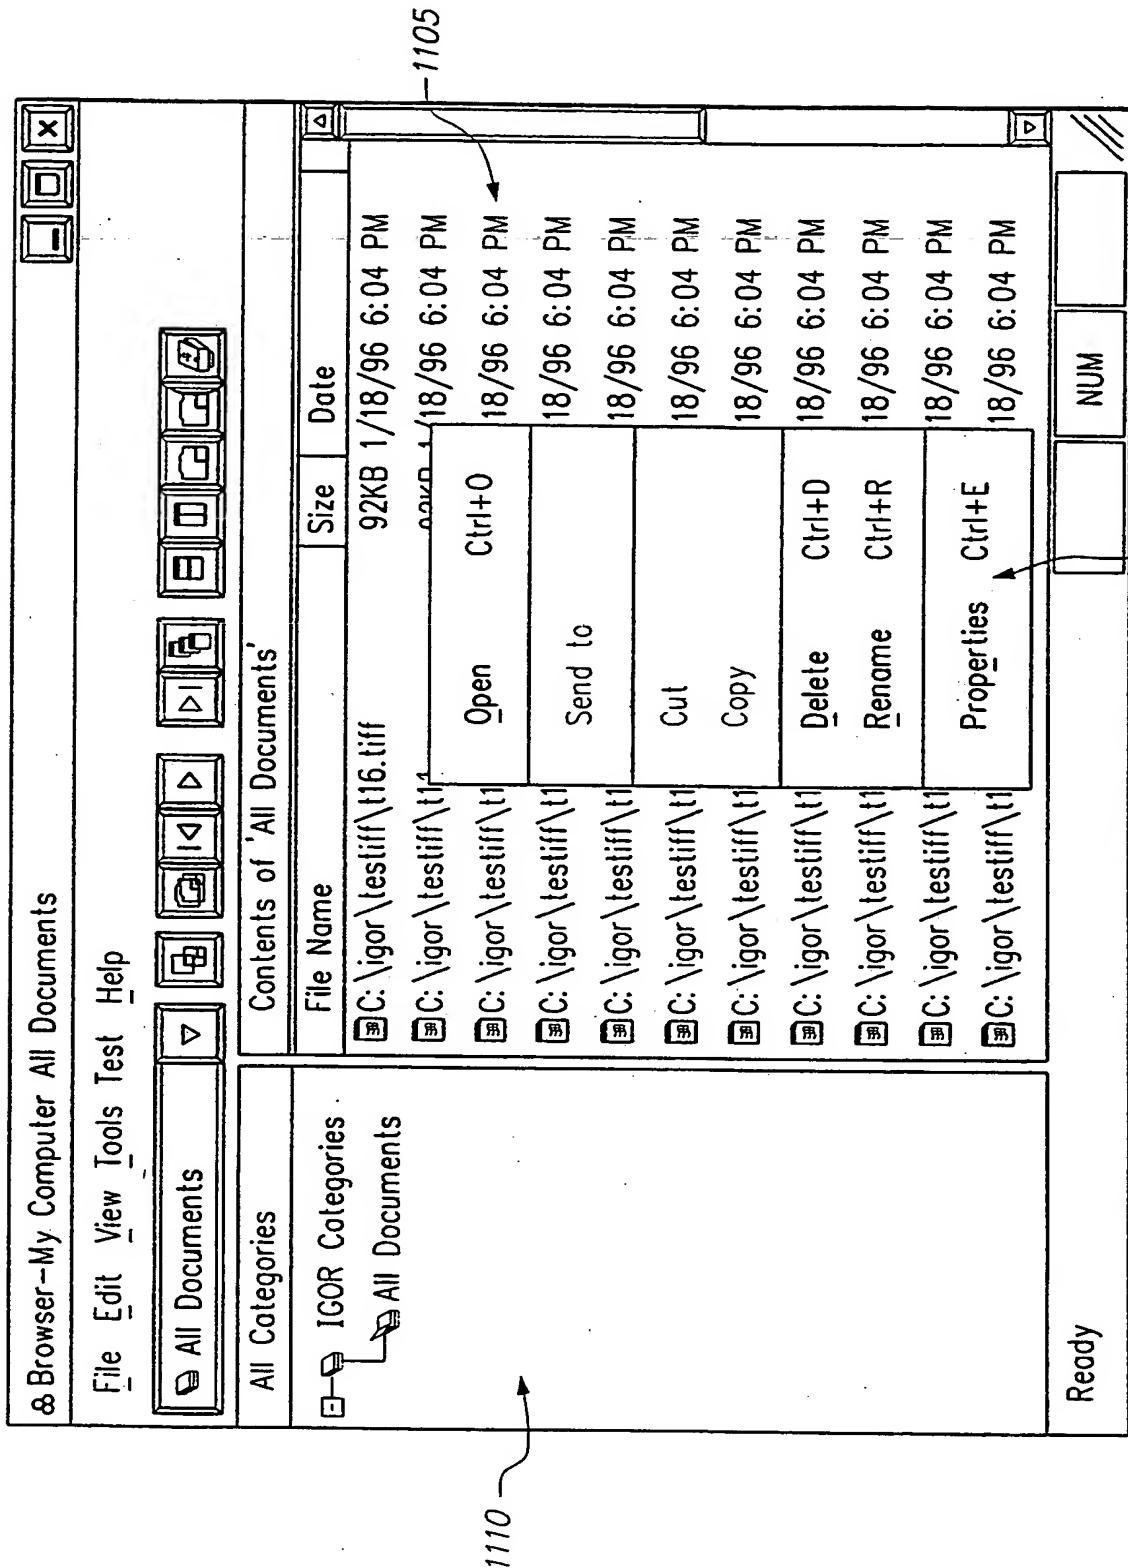 Browser-My Computer All Documents
File Edit View Tools Test Help
All Documents
All Categories
Contents of 'All Documents'
IGOR Categories
All Documents
File Name Size Date
C: \igor\testiff\t16.tiff 92KB 1/18/96 6:04 PM
C: \igor\testiff\t1 92KB 1/18/96 6:04 PM
C: \igor\testiff\t1 18/96 6:04 PM
C: \igor\testiff\t1 18/96 6:04 PM
C: \igor\testiff\t1 18/96 6:04 PM
C: \igor\testiff\t1 18/96 6:04 PM
C: \igor\testiff\t1 18/96 6:04 PM
C: \igor\testiff\t1 18/96 6:04 PM
C: \igor\testiff\t1 18/96 6:04 PM
C: \igor\testiff\t1 18/96 6:04 PM
C: \igor\testiff\t1 18/96 6:04 PM
Open Ctrl+O
Send to
Cut
Copy
Delete Ctrl+D
Rename Ctrl+R
Properties Ctrl+E
Ready
NUM
1105
1110